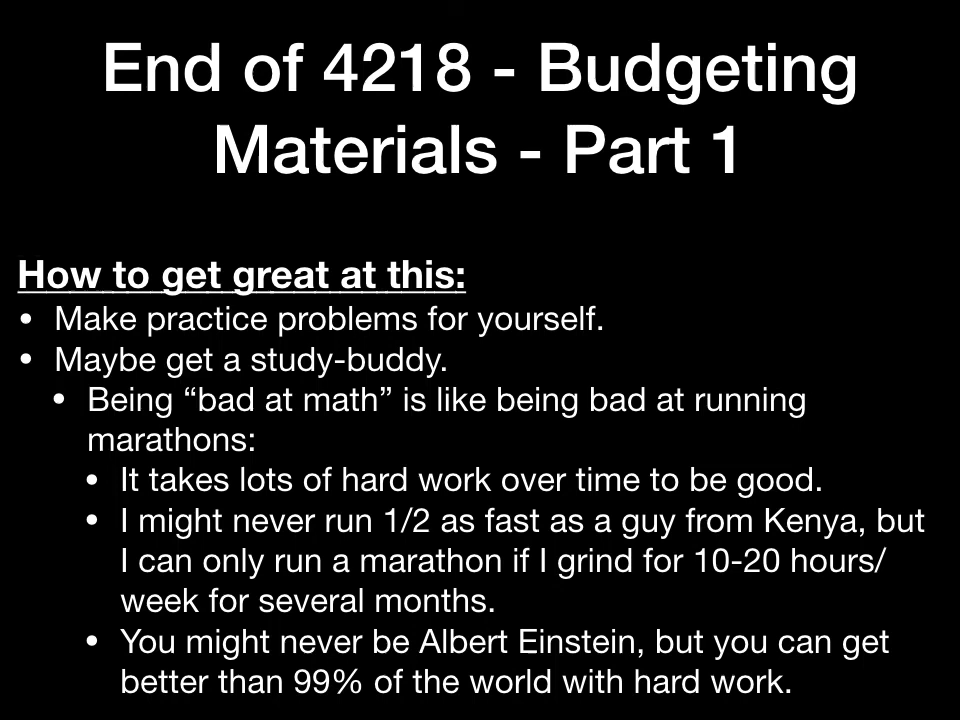 End of 4218 - Budgeting
Materials - Part 1
How to get great at this:
• Make practice problems for yourself.
• Maybe get a study-buddy.
• Being “bad at math” is like being bad at running
marathons:
• It takes lots of hard work over time to be good.
• I might never run 1/2 as fast as a guy from Kenya, but
I can only run a marathon if I grind for 10-20 hours/
week for several months.
• You might never be Albert Einstein, but you can get
better than 99% of the world with hard work.